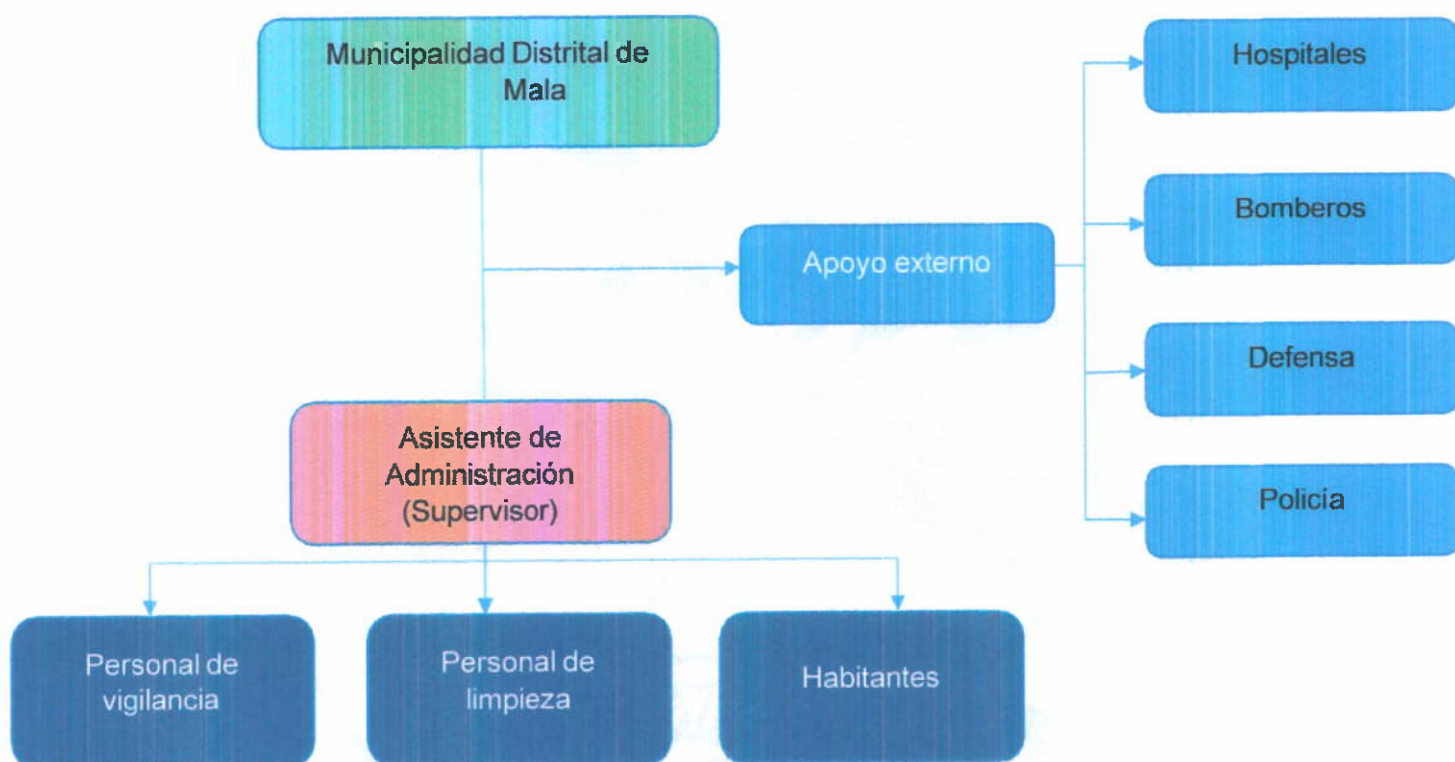 Municipalidad Distrital de
Mala
Hospitales
Bomberos
Apoyo externo
Defensa
Policía
Asistente de
Administración
(Supervisor)
Personal de
vigilancia
Personal de
limpieza
Habitantes